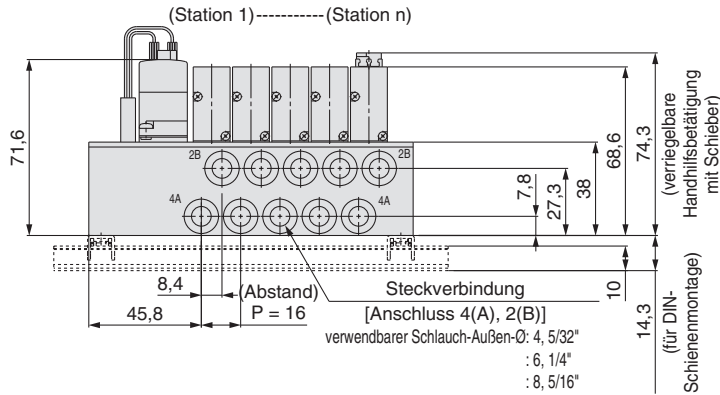 (Station 1)
(Station n)
71,6
2B
2B
4A
4A
7,8
27,3
38
68,6
74,3
(verriegelbare
Handhilfsbetätigung
mit Schieber)
8,4
(Abstand)
45,8
P = 16
Steckverbindung
[Anschluss 4(A), 2(B)]
verwendbarer Schlauch-Außen-Ø: 4, 5/32"
: 6, 1/4"
: 8, 5/16"
10
14,3
(für DIN-
Schienenmontage)